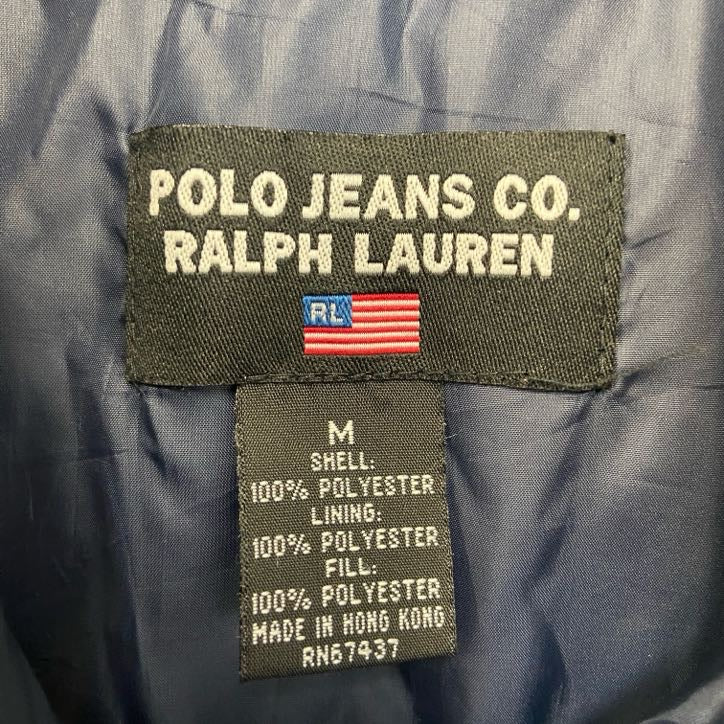 POLO JEANS CO.
RALPH LAUREN
RL
M
SHELL:
100% POLYESTER
LINING:
100% POLYESTER
FILL:
100% POLYESTER
MADE IN HONG KONG
RN67437